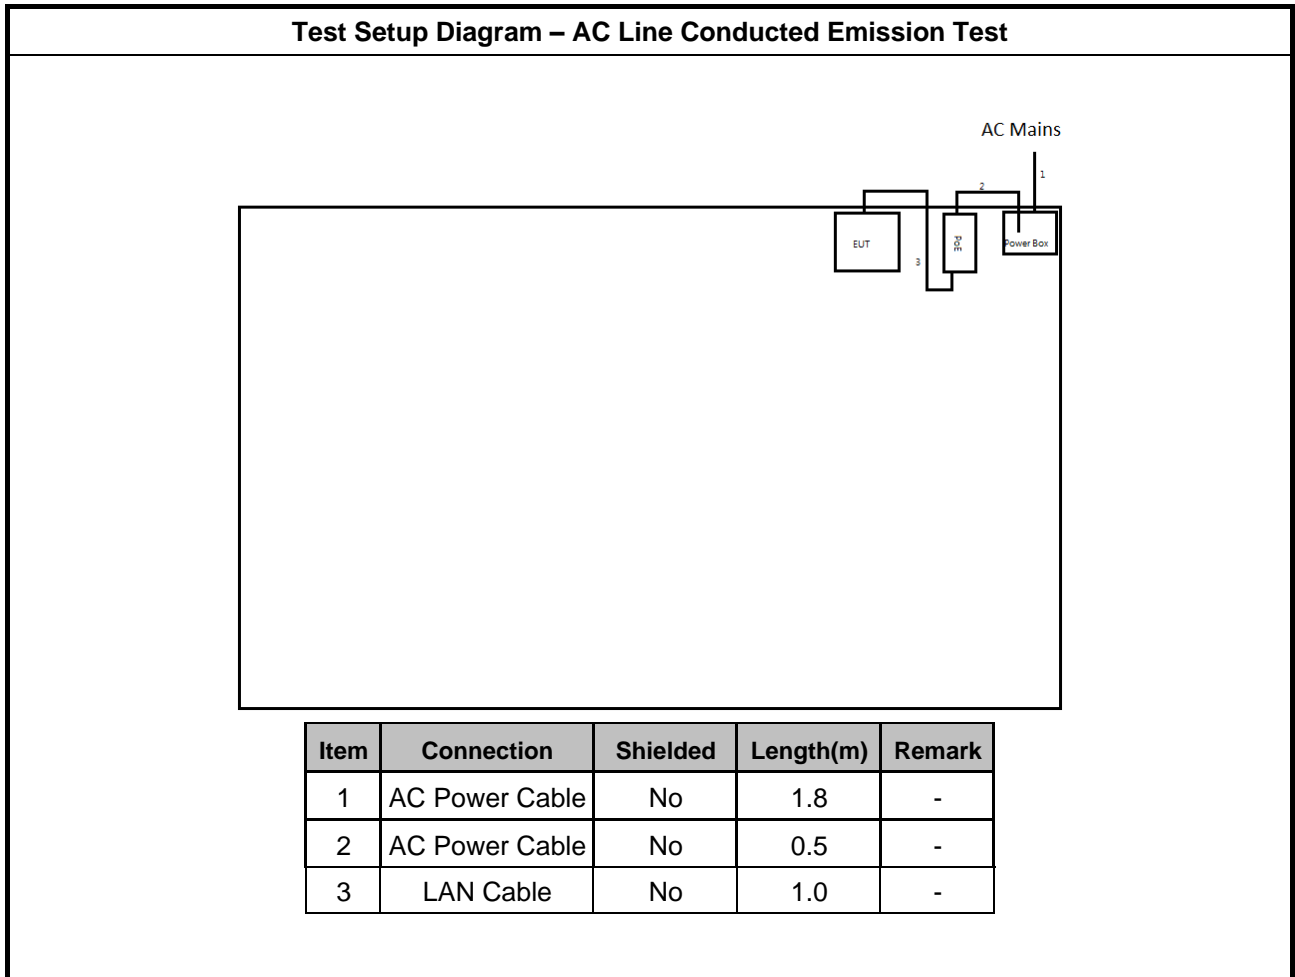 Test Setup Diagram – AC Line Conducted Emission Test
AC Mains
1
2
EUT
3
PoE
Power Box
Item Connection Shielded Length(m) Remark
1 AC Power Cable No 1.8 -
2 AC Power Cable No 0.5 -
3 LAN Cable No 1.0 -